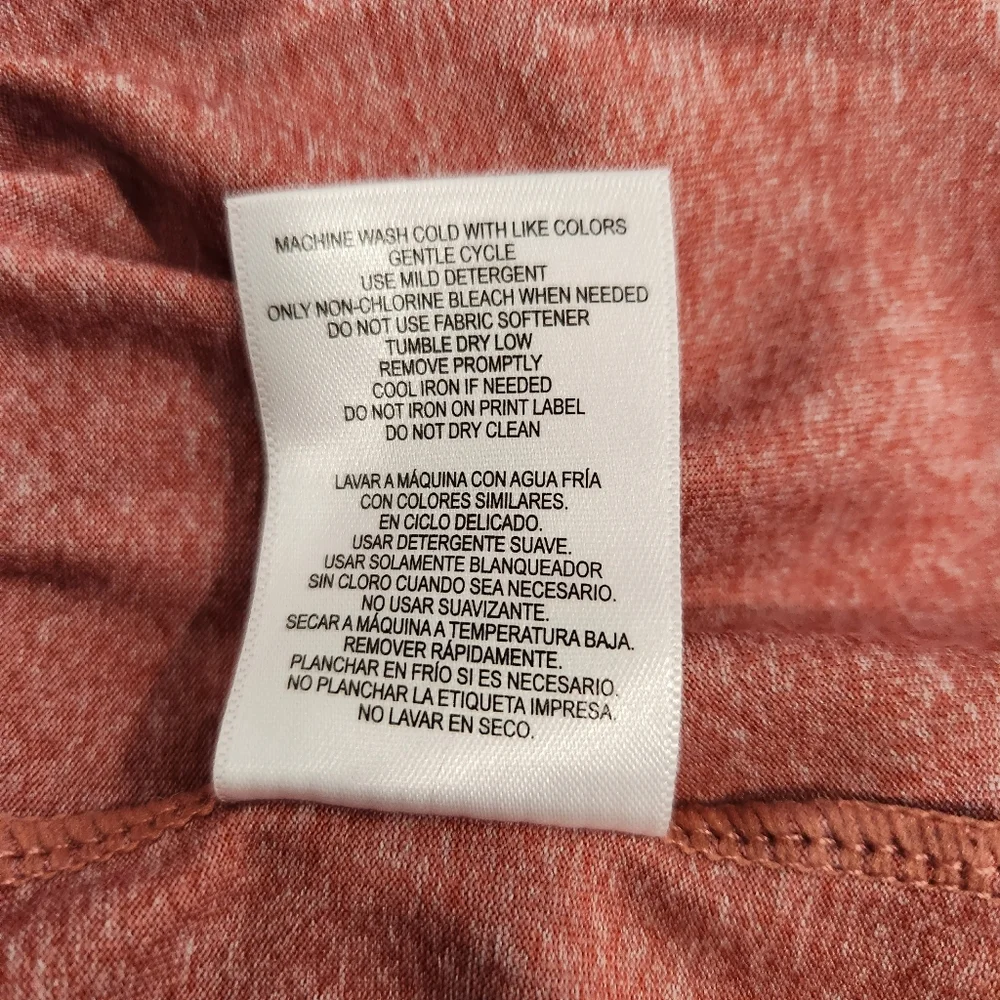 MACHINE WASH COLD WITH LIKE COLORS
GENTLE CYCLE
USE MILD DETERGENT
ONLY NON-CHLORINE BLEACH WHEN NEEDED
DO NOT USE FABRIC SOFTENER
TUMBLE DRY LOW
REMOVE PROMPTLY
COOL IRON IF NEEDED
DO NOT IRON ON PRINT LABEL
DO NOT DRY CLEAN
LAVAR A MÁQUINA CON AGUA FRÍA
CON COLORES SIMILARES.
EN CICLO DELICADO.
USAR DETERGENTE SUAVE.
USAR SOLAMENTE BLANQUEADOR
SIN CLORO CUANDO SEA NECESARIO.
NO USAR SUAVIZANTE.
SECAR A MÁQUINA A TEMPERATURA BAJA.
REMOVER RÁPIDAMENTE.
PLANCHAR EN FRÍO SI ES NECESARIO.
NO PLANCHAR LA ETIQUETA IMPRESA.
NO LAVAR EN SECO.